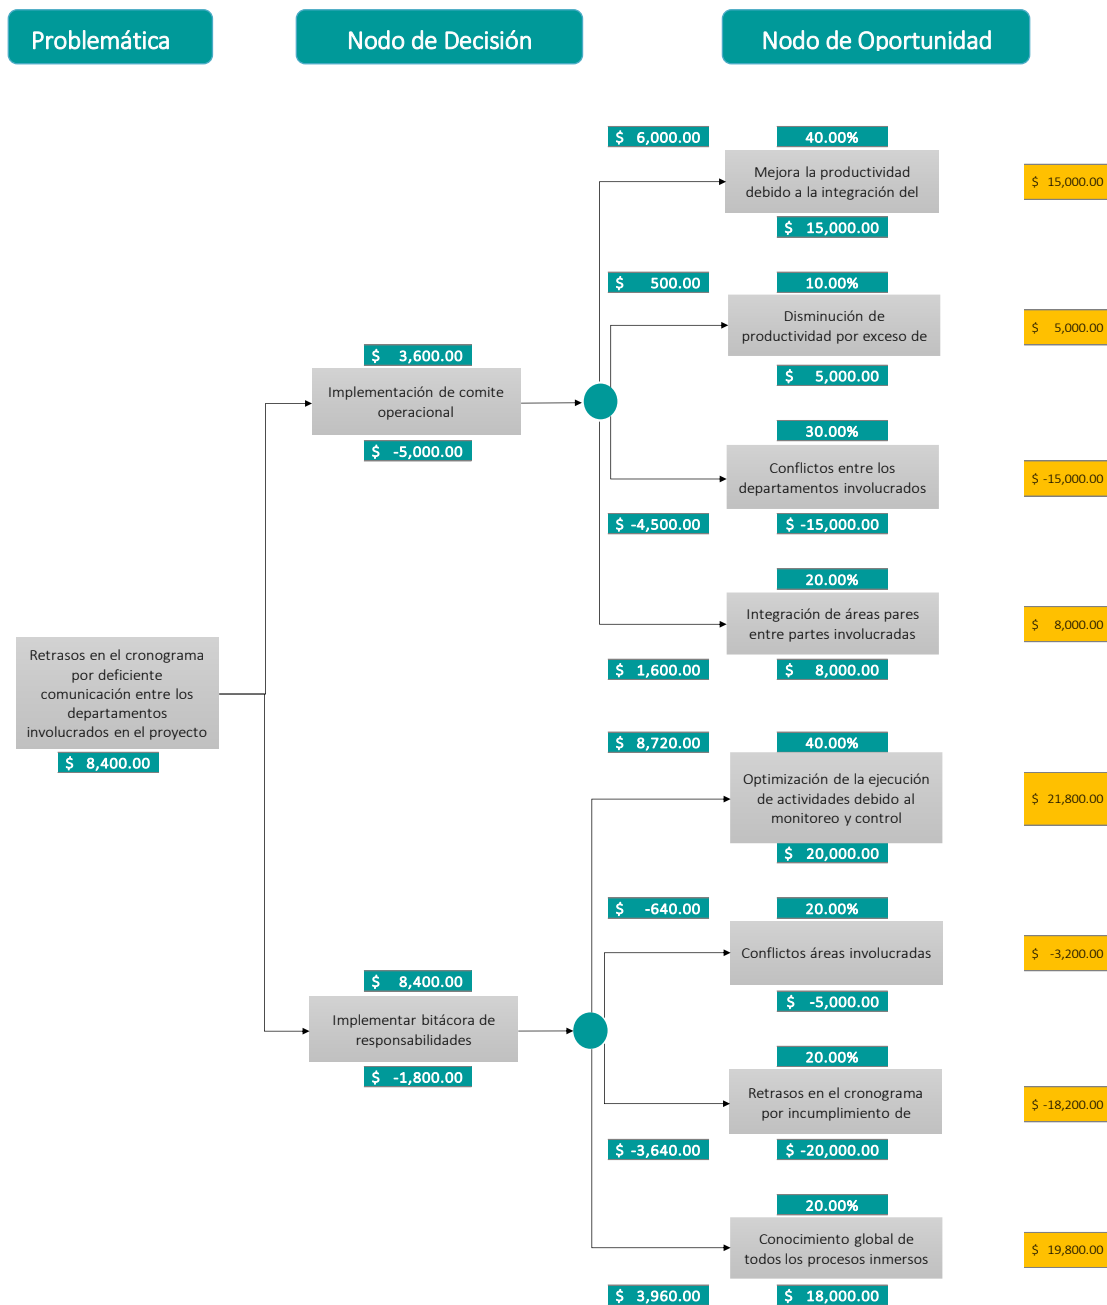 Problemática
Nodo de Decisión
Nodo de Oportunidad
$ 6,000.00
40.00%
Mejora la productividad
debido a la integración del
$ 15,000.00
$ 15,000.00
$ 500.00
10.00%
Disminución de
productividad por exceso de
$ 5,000.00
$ 5,000.00
$ 3,600.00
Implementación de comite
operacional
$ -5,000.00
30.00%
Conflictos entre los
departamentos involucrados
$ -15,000.00
$ -4,500.00
$ -15,000.00
20.00%
Integración de áreas pares
entre partes involucradas
$ 8,000.00
$ 1,600.00
$ 8,000.00
Retrasos en el cronograma
por deficiente
comunicación entre los
departamentos
involucrados en el proyecto
$ 8,400.00
$ 8,720.00
40.00%
Optimización de la ejecución
de actividades debido al
monitoreo y control
$ 21,800.00
$ 20,000.00
$ -640.00
20.00%
Conflictos áreas involucradas
$ -3,200.00
$ -5,000.00
$ 8,400.00
Implementar bitácora de
responsabilidades
$ -1,800.00
20.00%
Retrasos en el cronograma
por incumplimiento de
$ -18,200.00
$ -3,640.00
$ -20,000.00
20.00%
Conocimiento global de
todos los procesos inmersos
$ 19,800.00
$ 3,960.00
$ 18,000.00